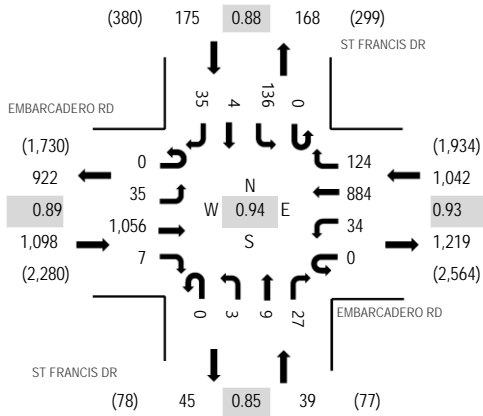 (380) 175 0.88 168 (299)
ST FRANCIS DR
35 4 136 0
EMBARCADERO RD
(1,730) 0 124 (1,934)
922 35 884 1,042
N
0.89 1,056 W 0.94 E 34 0.93
S
1,098 7 0 1,219
(2,280) (2,564)
0 3 9 27
EMBARCADERO RD
ST FRANCIS DR
(78) 45 0.85 39 (77)